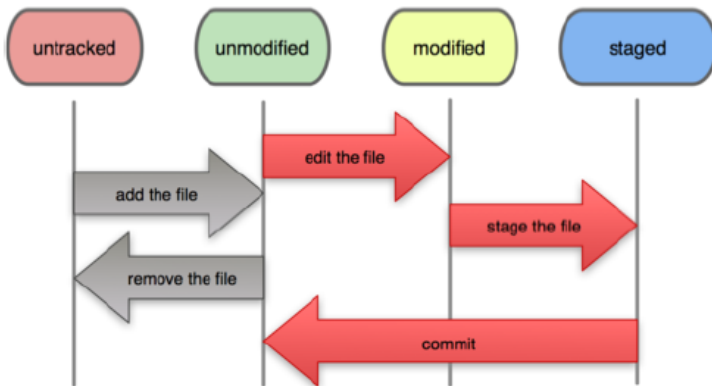 untracked
unmodified
modified
staged
edit the file
add the file
stage the file
remove the file
commit